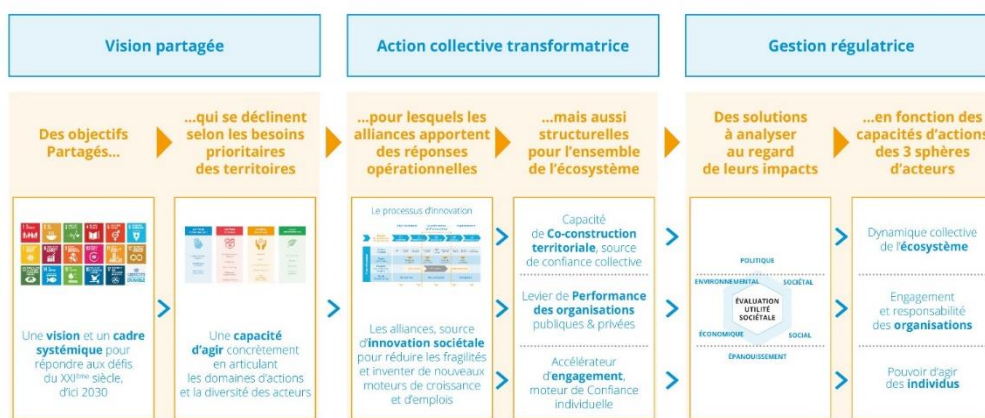 Vision partagée
Action collective transformatrice
Gestion régulatrice
Des objectifs
Partagés...
...qui se déclinent
selon les besoins
prioritaires
des territoires
...pour lesquels les
alliances apportent
des réponses
opérationnelles
...mais aussi
structurelles
pour l'ensemble
de l'écosystème
Des solutions
à analyser
au regard
de leurs impacts
...en fonction des
capacités d'actions
des 3 sphères
d'acteurs
Une vision et un cadre
systémique pour
répondre aux défis
du XXIème siècle,
d'ici 2030
Une capacité
d'agir concrètement
en articulant
les domaines d'actions
et la diversité des acteurs
Le processus d'innovation
Les alliances, source
d'innovation sociétale
pour réduire les fragilités
et inventer de nouveaux
moteurs de croissance
et d'emplois
Capacité
de Co-construction
territoriale, source
de confiance collective
Levier de Performance
des organisations
publiques & privées
Accélérateur
d'engagement,
moteur de Confiance
individuelle
POLITIQUE
ENVIRONNEMENTAL
SOCIÉTAL
ÉVALUATION
UTILITÉ
SOCIÉTALE
ÉCONOMIQUE
SOCIAL
ÉPANOUISSEMENT
Dynamique collective
de l'écosystème
Engagement
et responsabilité
des organisations
Pouvoir d'agir
des individus